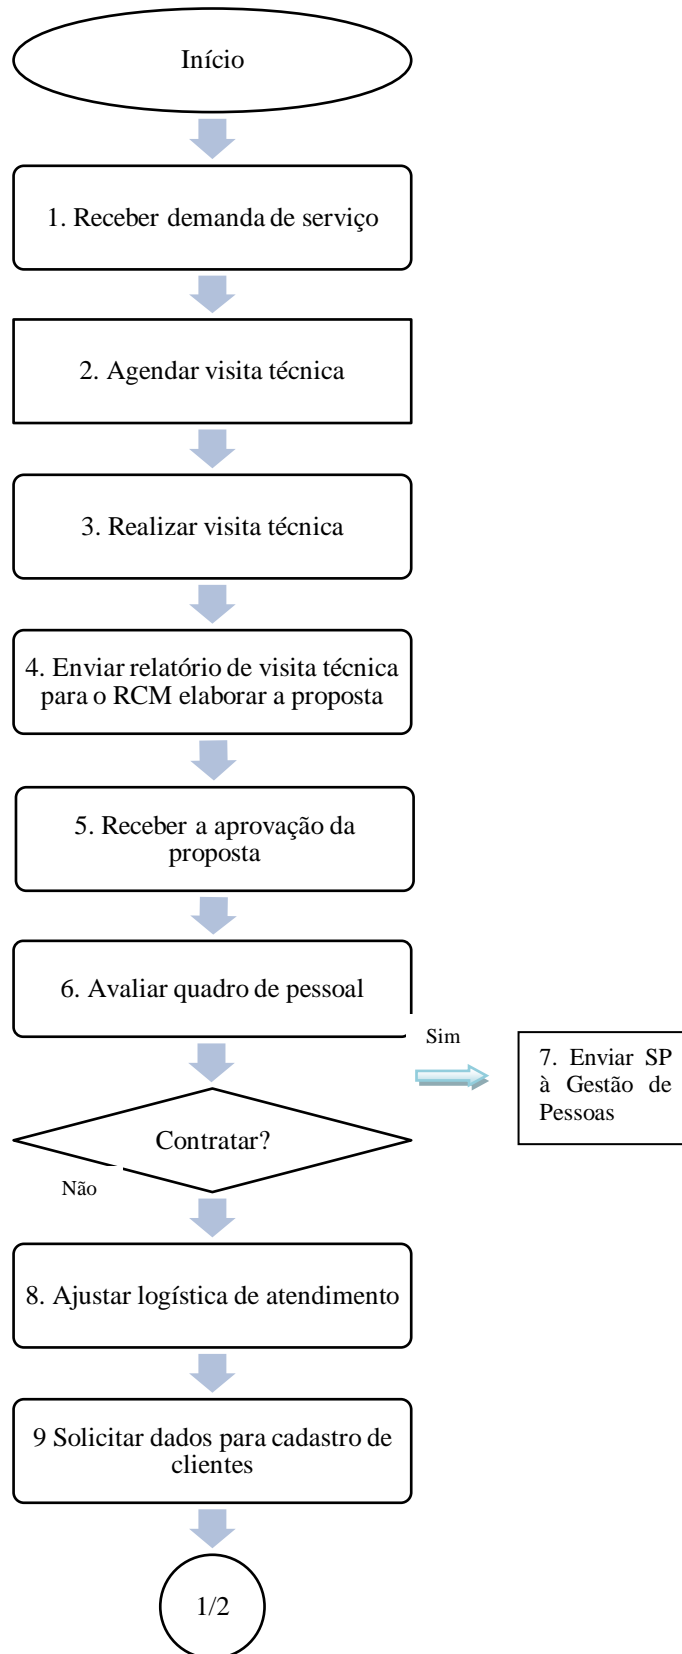 Início
1. Receber demanda de serviço
2. Agendar visita técnica
3. Realizar visita técnica
4. Enviar relatório de visita técnica
para o RCM elaborar a proposta
5. Receber a aprovação da
proposta
6. Avaliar quadro de pessoal
Sim
7. Enviar SP
à Gestão de
Pessoas
Contratar?
Não
8. Ajustar logística de atendimento
9 Solicitar dados para cadastro de
clientes
1/2